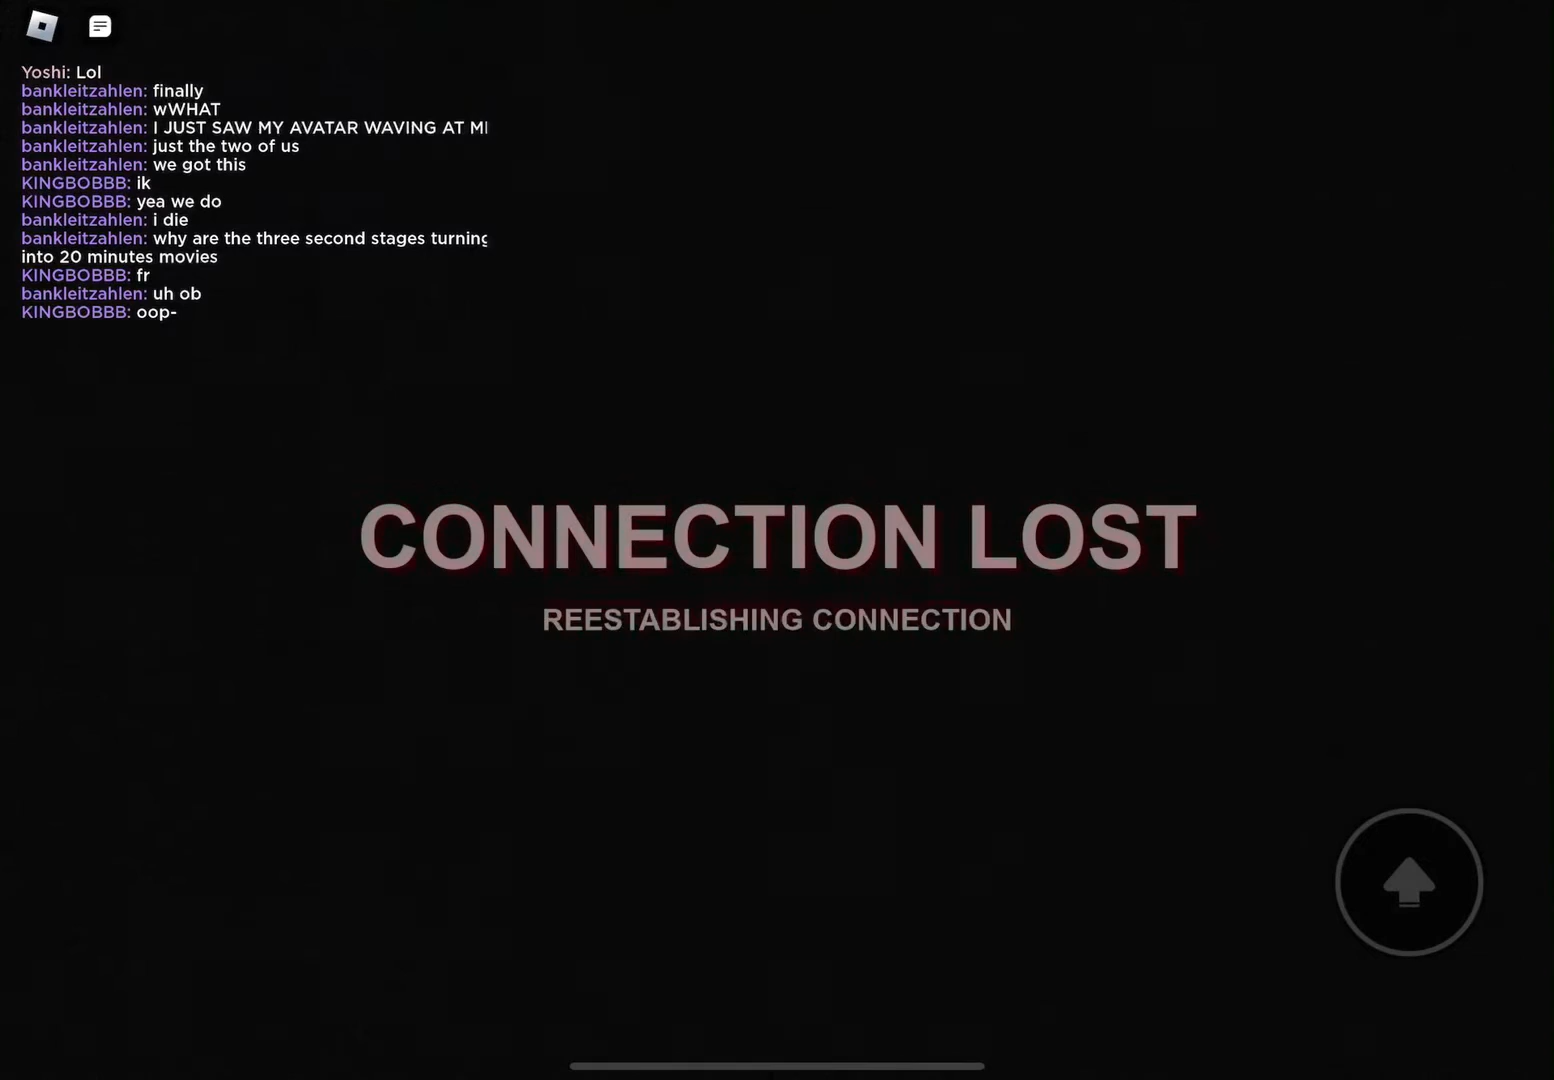 Yoshi: Lol
bankleitzahlen: finally
bankleitzahlen: wWHAT
bankleitzahlen: I JUST SAW MY AVATAR WAVING AT
bankleitzahlen: just the two of us
bankleitzahlen: we got this
KINGBOBBB: ik
KINGBOBBB: yea we do
bankleitzahlen: i die
bankleitzahlen: why are the three second stages turning
into 20 minutes movies
KINGBOBBB: fr
bankleitzahlen: uh ob
KINGBOBBB: oop-
CONNECTION LOST
REESTABLISHING CONNECTION